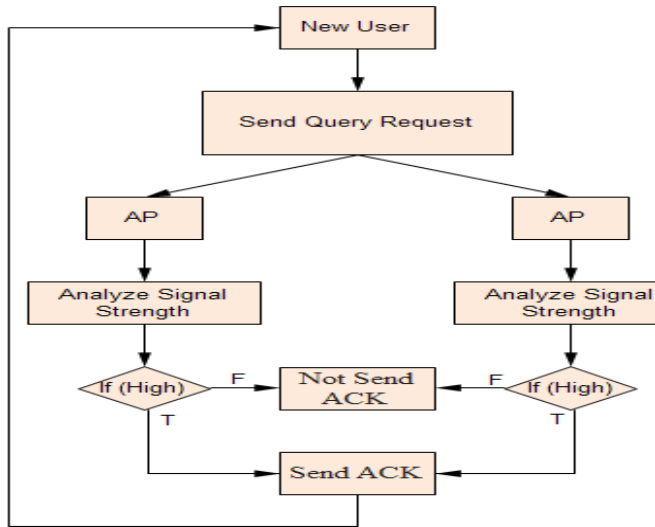 New User
Send Query Request
AP
AP
Analyze Signal
Strength
Analyze Signal
Strength
If (High)
F
Not Send
ACK
F
If (High)
T
T
Send ACK